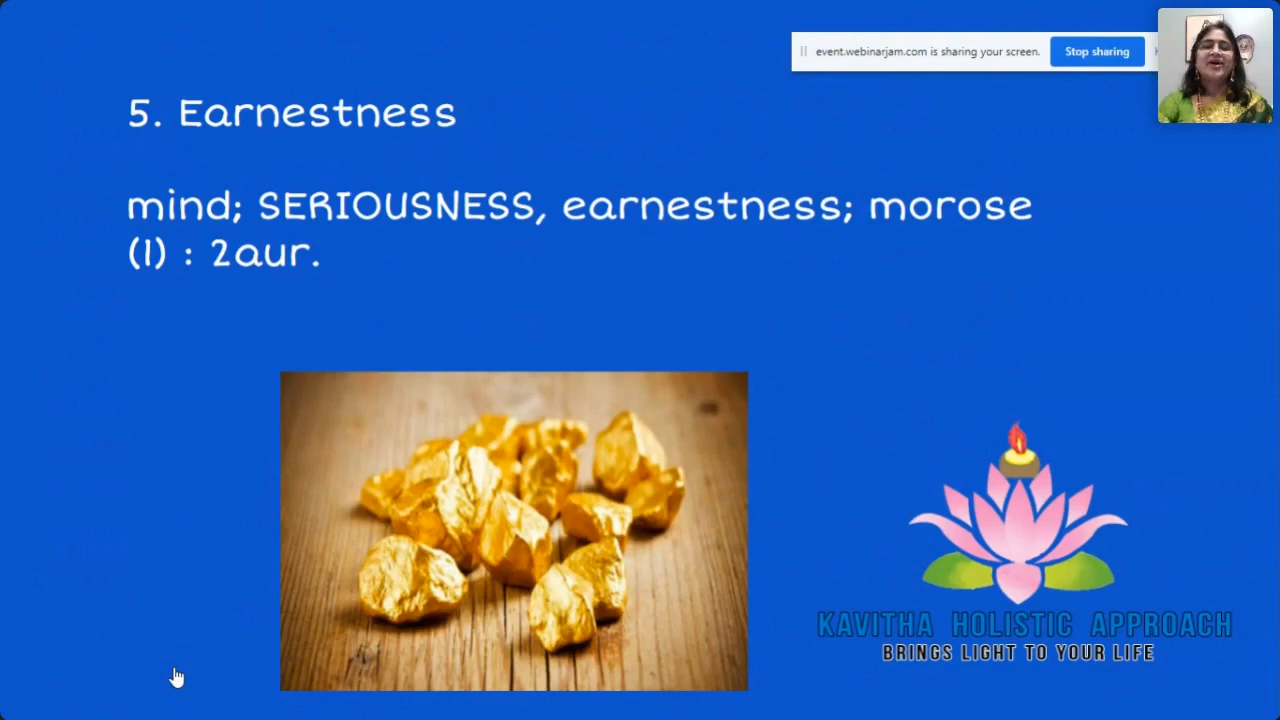 event.webinarjam.com is sharing your screen.
Stop sharing
5. Earnestness
mind; SERIOUSNESS, earnestness; morose
(1) : 2aur.
KAVITHA HOLISTIC APPROACH
BRINGS LIGHT TO YOUR LIFE